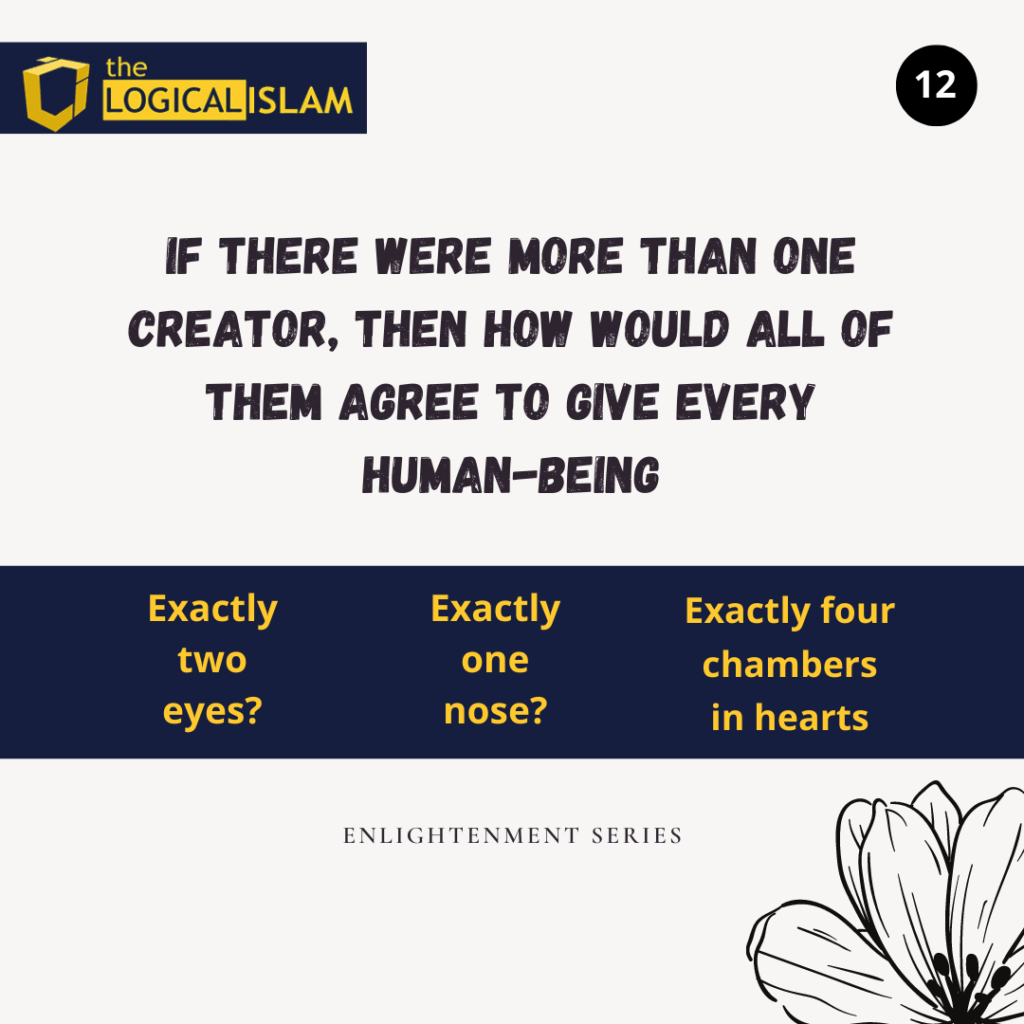 the
LOGICAL ISLAM
12
IF THERE WERE MORE THAN ONE
CREATOR, THEN HOW WOULD ALL OF
THEM AGREE TO GIVE EVERY
HUMAN-BEING
Exactly
two
eyes?
Exactly
one
nose?
Exactly four
chambers
in hearts
ENLIGHTENMENT SERIES